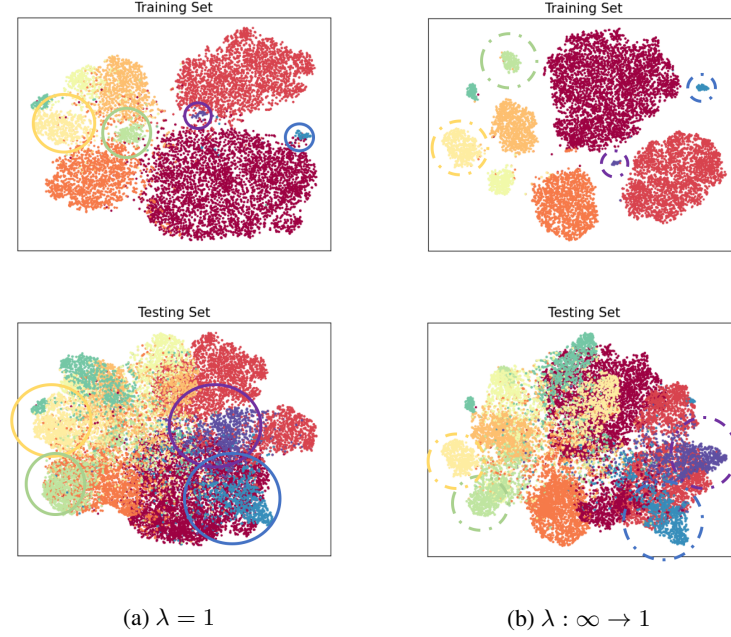 Training Set
Training Set
Testing Set
Testing Set
(a) λ = 1
(b) λ : ∞ → 1